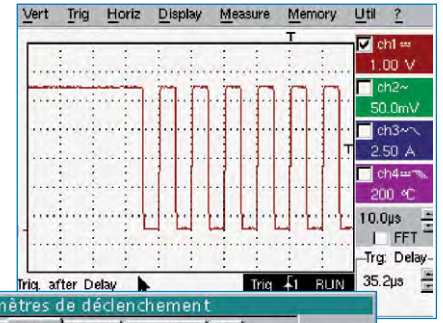 Vert Trig Horiz Display Measure Memory Util ?
T
ch1
1.00 V
ch2~
50.0mV
ch3~
2.50 A
T
ch4
200 °C
10.0µs
FFT
Trg. Delay
35.2µs
Trig. after Delay Trig 1 RUN
mètres de déclenchement